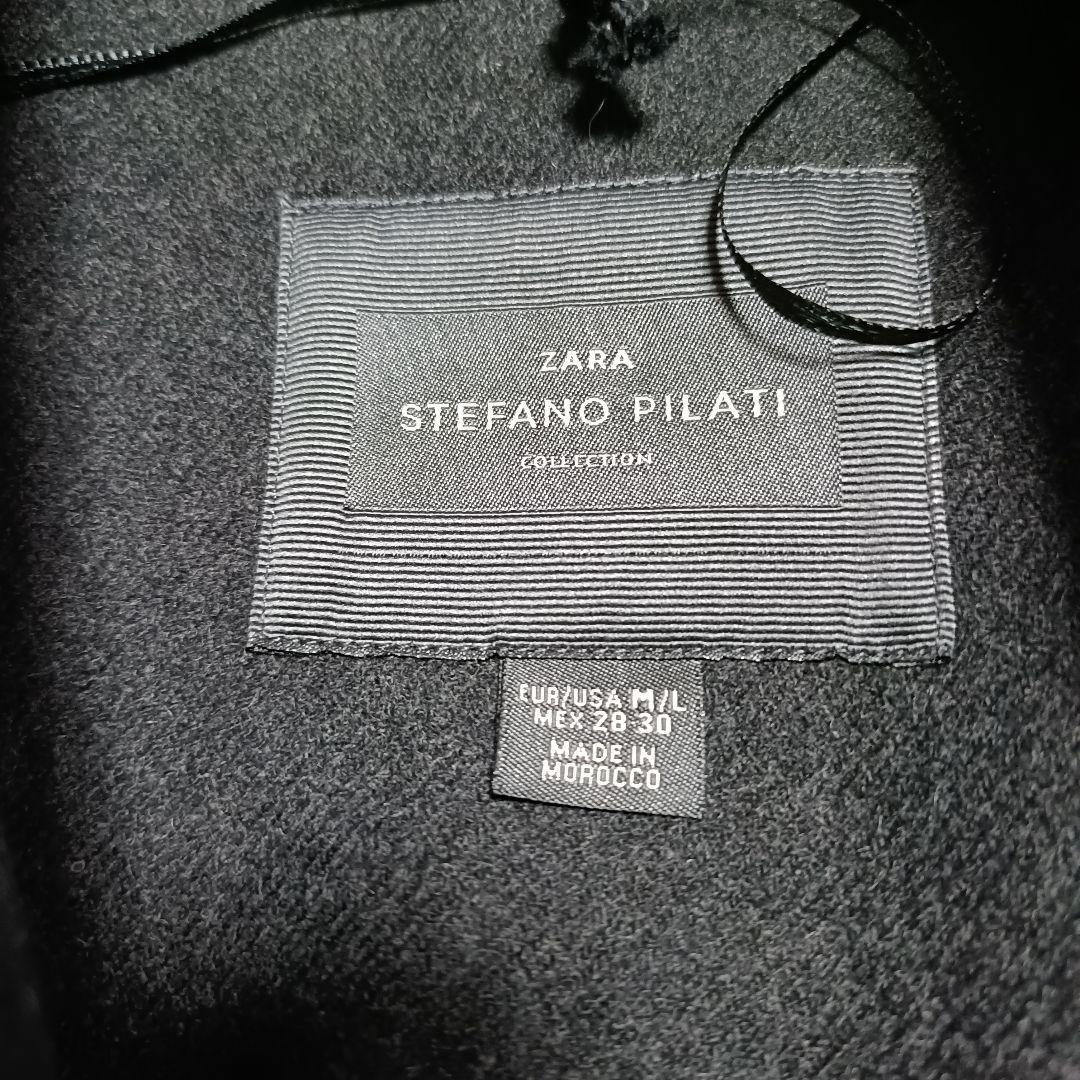 ZARA
STEFANO PILATI
COLLECTION
EUR/USA M/L
MEX 28 30
MADE IN
MOROCCO